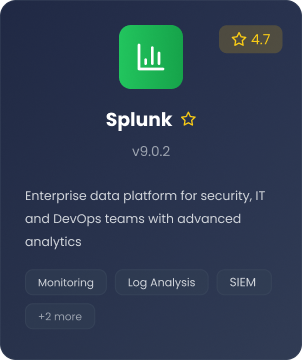 4.7
Splunk
v9.0.2
Enterprise data platform for security, IT
and DevOps teams with advanced
analytics
Monitoring
Log Analysis
SIEM
+2 more